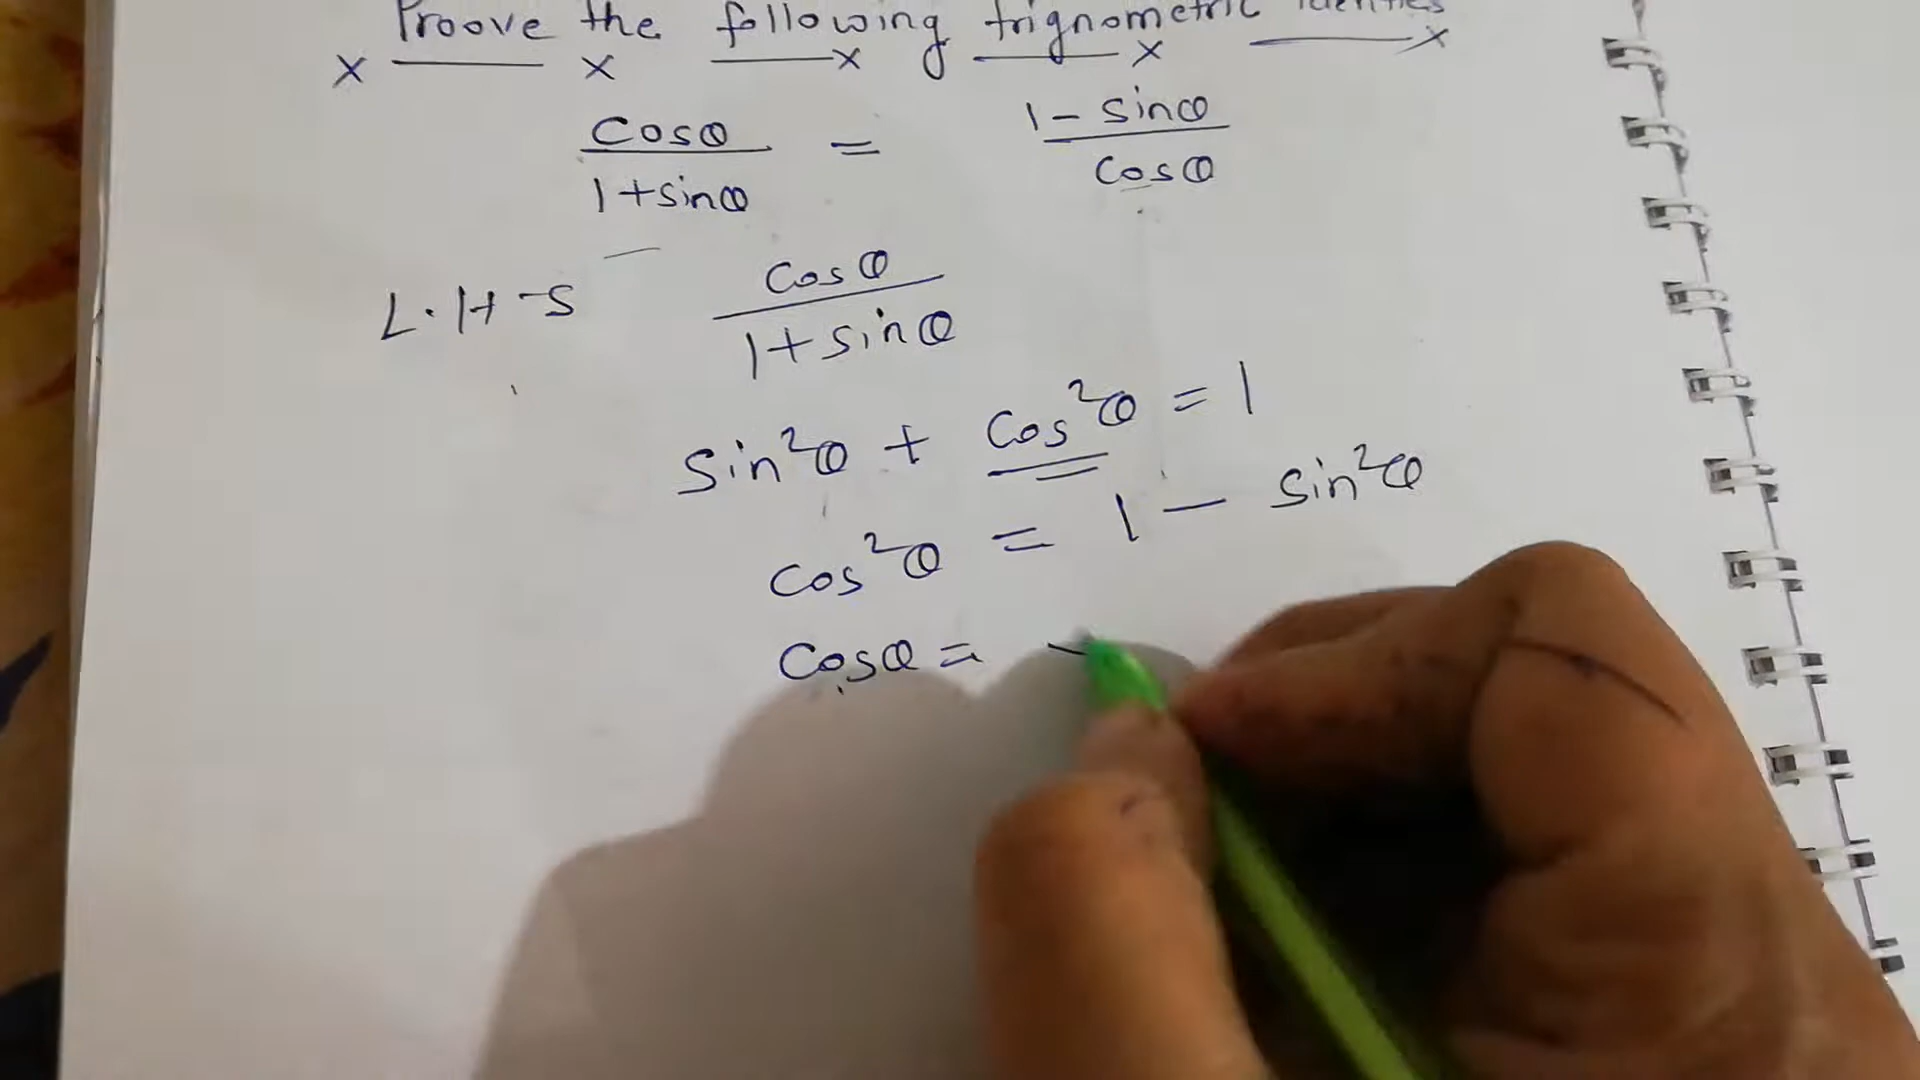 Proove the following trignometric identities
x —— x —— x —— x —— x
cosθ / 1+sinθ = 1 - sinθ / cosθ
L.H-S cosθ / 1+sinθ
sin²θ + cos²θ = 1
cos²θ = 1 - sin²θ
cosθ =